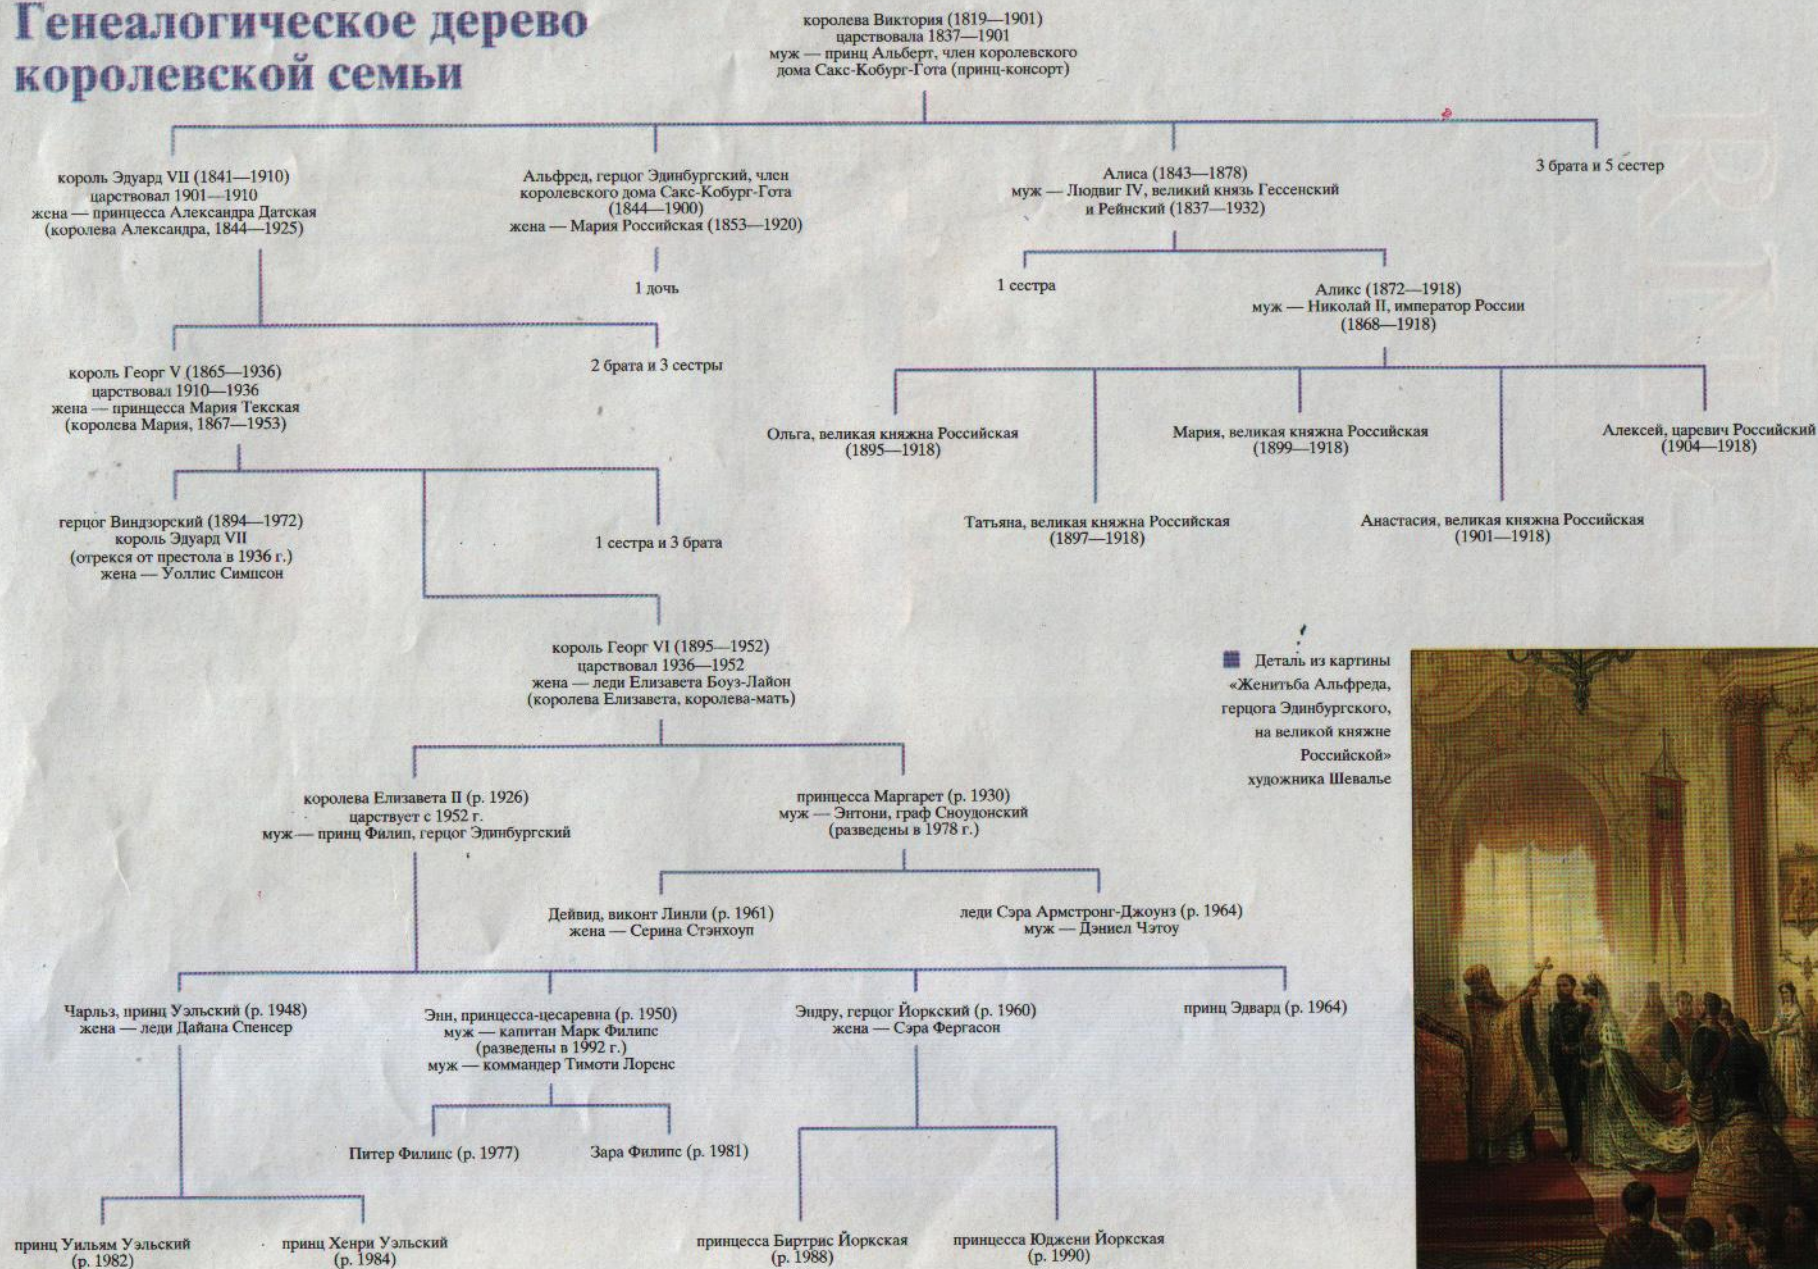 Генеалогическое дерево
королевской семьи
королева Виктория (1819—1901)
царствовала 1837—1901
муж — принц Альберт, член королевского
дома Сакс-Кобург-Гота (принц-консорт)
король Эдуард VII (1841—1910)
царствовал 1901—1910
жена — принцесса Александра Датская
(королева Александра, 1844—1925)
Альфред, герцог Эдинбургский, член
королевского дома Сакс-Кобург-Гота
(1844—1900)
жена — Мария Российская (1853—1920)
Алиса (1843—1878)
муж — Людвиг IV, великий князь Гессенский
и Рейнский (1837—1932)
3 брата и 5 сестер
1 дочь
1 сестра
Аликс (1872—1918)
муж — Николай II, император России
(1868—1918)
король Георг V (1865—1936)
царствовал 1910—1936
жена — принцесса Мария Текская
(королева Мария, 1867—1953)
2 брата и 3 сестры
Ольга, великая княжна Российская
(1895—1918)
Мария, великая княжна Российская
(1899—1918)
Алексей, царевич Российский
(1904—1918)
Татьяна, великая княжна Российская
(1897—1918)
Анастасия, великая княжна Российская
(1901—1918)
герцог Виндзорский (1894—1972)
король Эдуард VII
(отрекся от престола в 1936 г.)
жена — Уоллис Симпсон
1 сестра и 3 брата
король Георг VI (1895—1952)
царствовал 1936—1952
жена — леди Елизавета Боуз-Лайон
(королева Елизавета, королева-мать)
Деталь из картины
«Женитьба Альфреда,
герцога Эдинбургского,
на великой княжне
Российской»
художника Шевалье
королева Елизавета II (р. 1926)
царствует с 1952 г.
муж — принц Филип, герцог Эдинбургский
принцесса Маргарет (р. 1930)
муж — Энтони, граф Сноудонский
(разведены в 1978 г.)
Дейвид, виконт Линли (р. 1961)
жена — Серина Стэнхоуп
леди Сэра Армстронг-Джоунз (р. 1964)
муж — Дэниел Чэтоу
Чарльз, принц Уэльский (р. 1948)
жена — леди Дайана Спенсер
Энн, принцесса-цесаревна (р. 1950)
муж — капитан Марк Филипс
(разведены в 1992 г.)
муж — коммандер Тимоти Лоренс
Эндру, герцог Йоркский (р. 1960)
жена — Сэра Фергасон
принц Эдвард (р. 1964)
Питер Филипс (р. 1977)
Зара Филипс (р. 1981)
принц Уильям Уэльский
(р. 1982)
принц Хенри Уэльский
(р. 1984)
принцесса Биртрис Йоркская
(р. 1988)
принцесса Юджени Йоркская
(р. 1990)